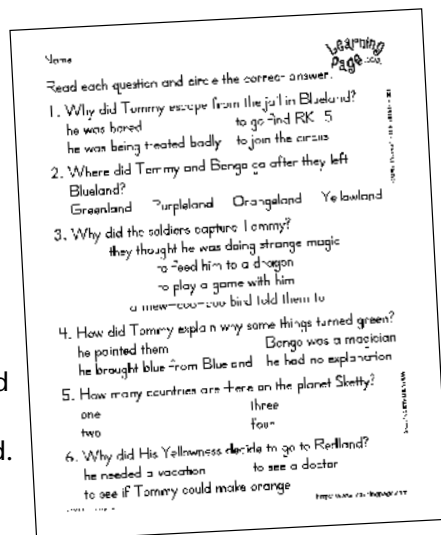 Name
Learning
Page.com
Read each question and circle the correct answer.
1. Why did Tommy escape from the jail in Blueland?
he was bored to go find RK 5
he was being treated badly to join the circus
2. Where did Tommy and Bongo go after they left
Blueland?
Greenland Purpleland Orangeland Yellowland
3. Why did the soldiers capture Tommy?
they thought he was doing strange magic
to feed him to a dragon
to play a game with him
bird told them to
4. How did Tommy explain why some things turned green?
he painted them Bongo was a magician
he brought blue from Blueland he had no explanation
5. How many countries are there on the planet Sketty?
one three
two four
6. Why did His Yellowness decide to go to Redland?
he needed a vacation to see a doctor
to see if Tommy could make orange
d
d.